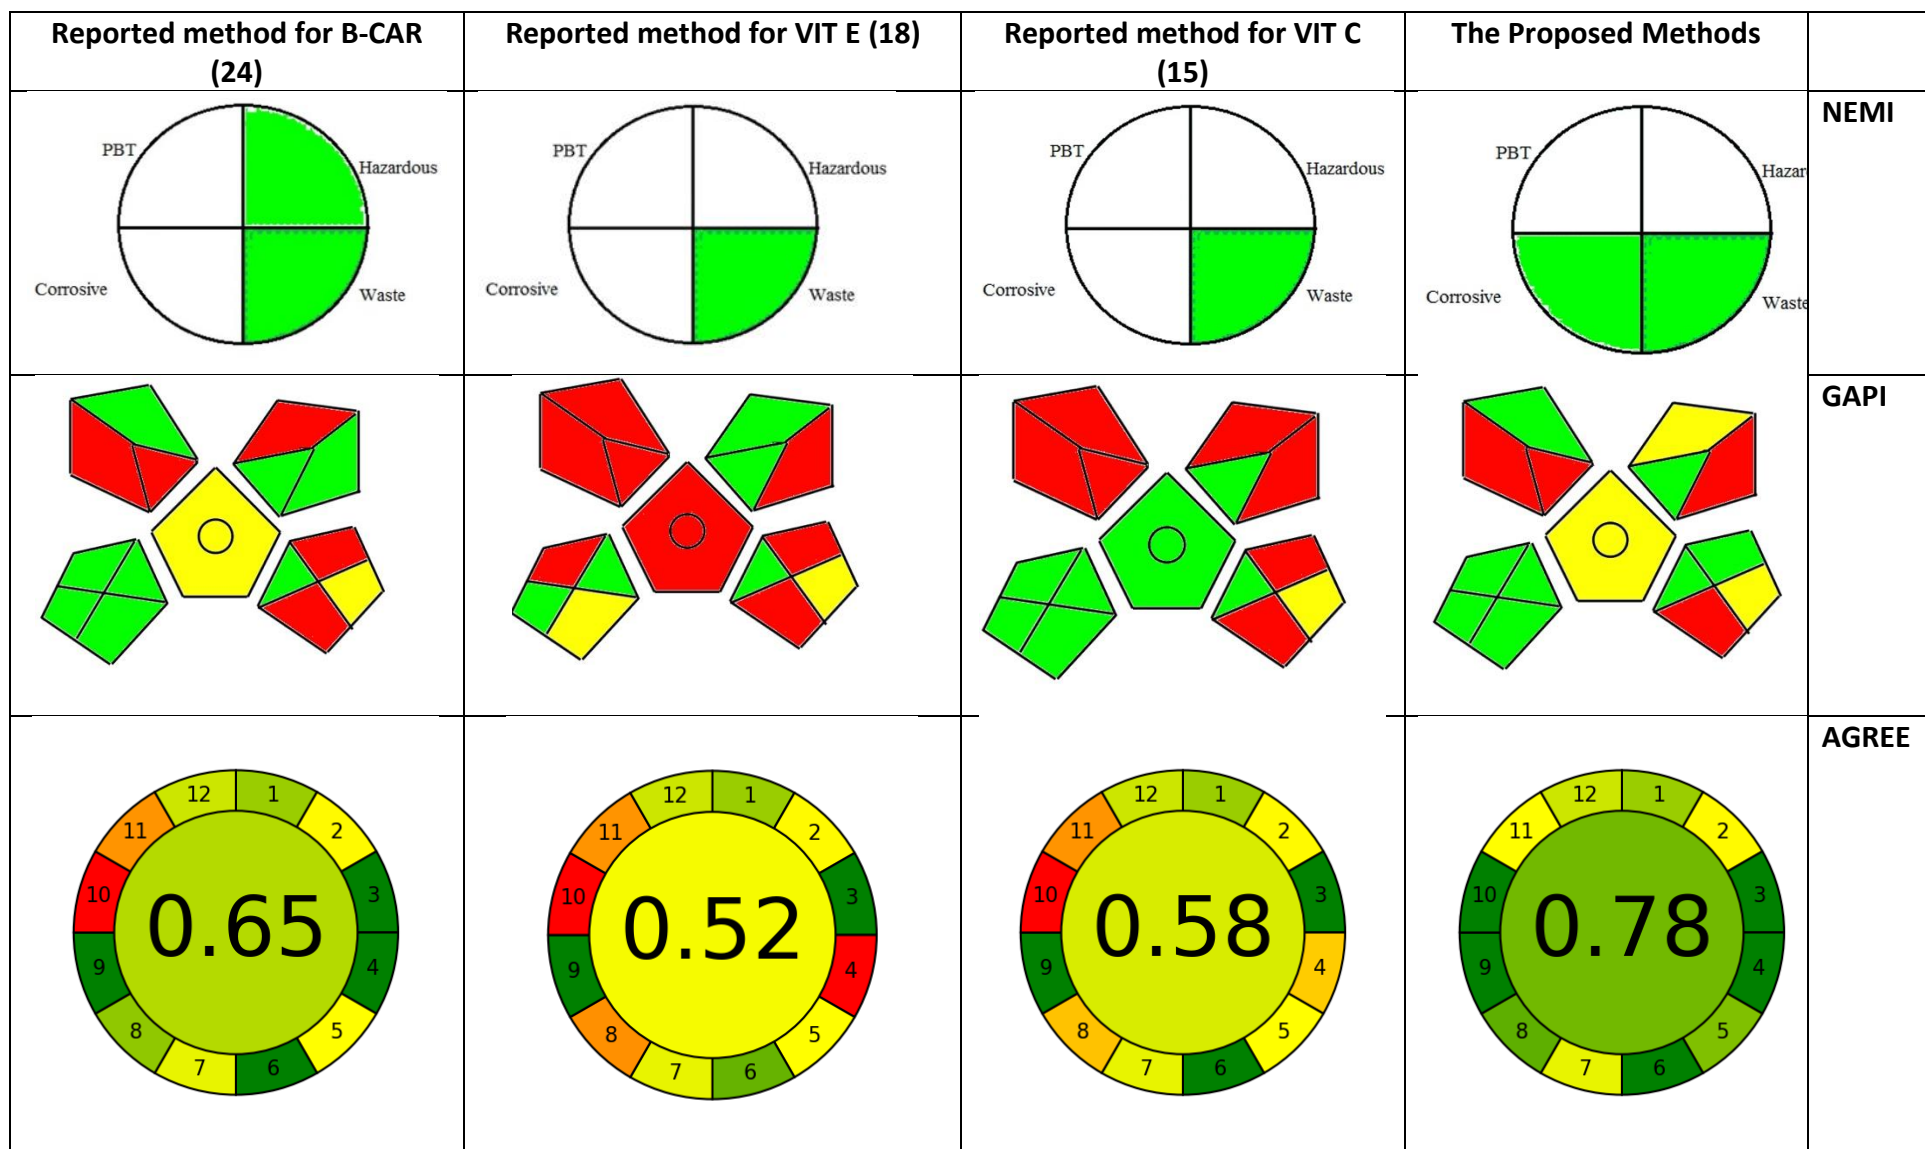 Reported method for B-CAR
(24)
Reported method for VIT E (18)
Reported method for VIT C
(15)
The Proposed Methods
PBT
Hazardous
Corrosive
Waste
PBT
Hazardous
Corrosive
Waste
PBT
Hazardous
Corrosive
Waste
PBT
Hazar
Corrosive
Waste
NEMI
GAPI
12 1
11 2
10 3
0.65
9 4
8 5
7 6
12 1
11 2
10 3
0.52
9 4
8 5
7 6
12 1
11 2
10 3
0.58
9 4
8 5
7 6
12 1
11 2
10 3
0.78
9 4
8 5
7 6
AGREE